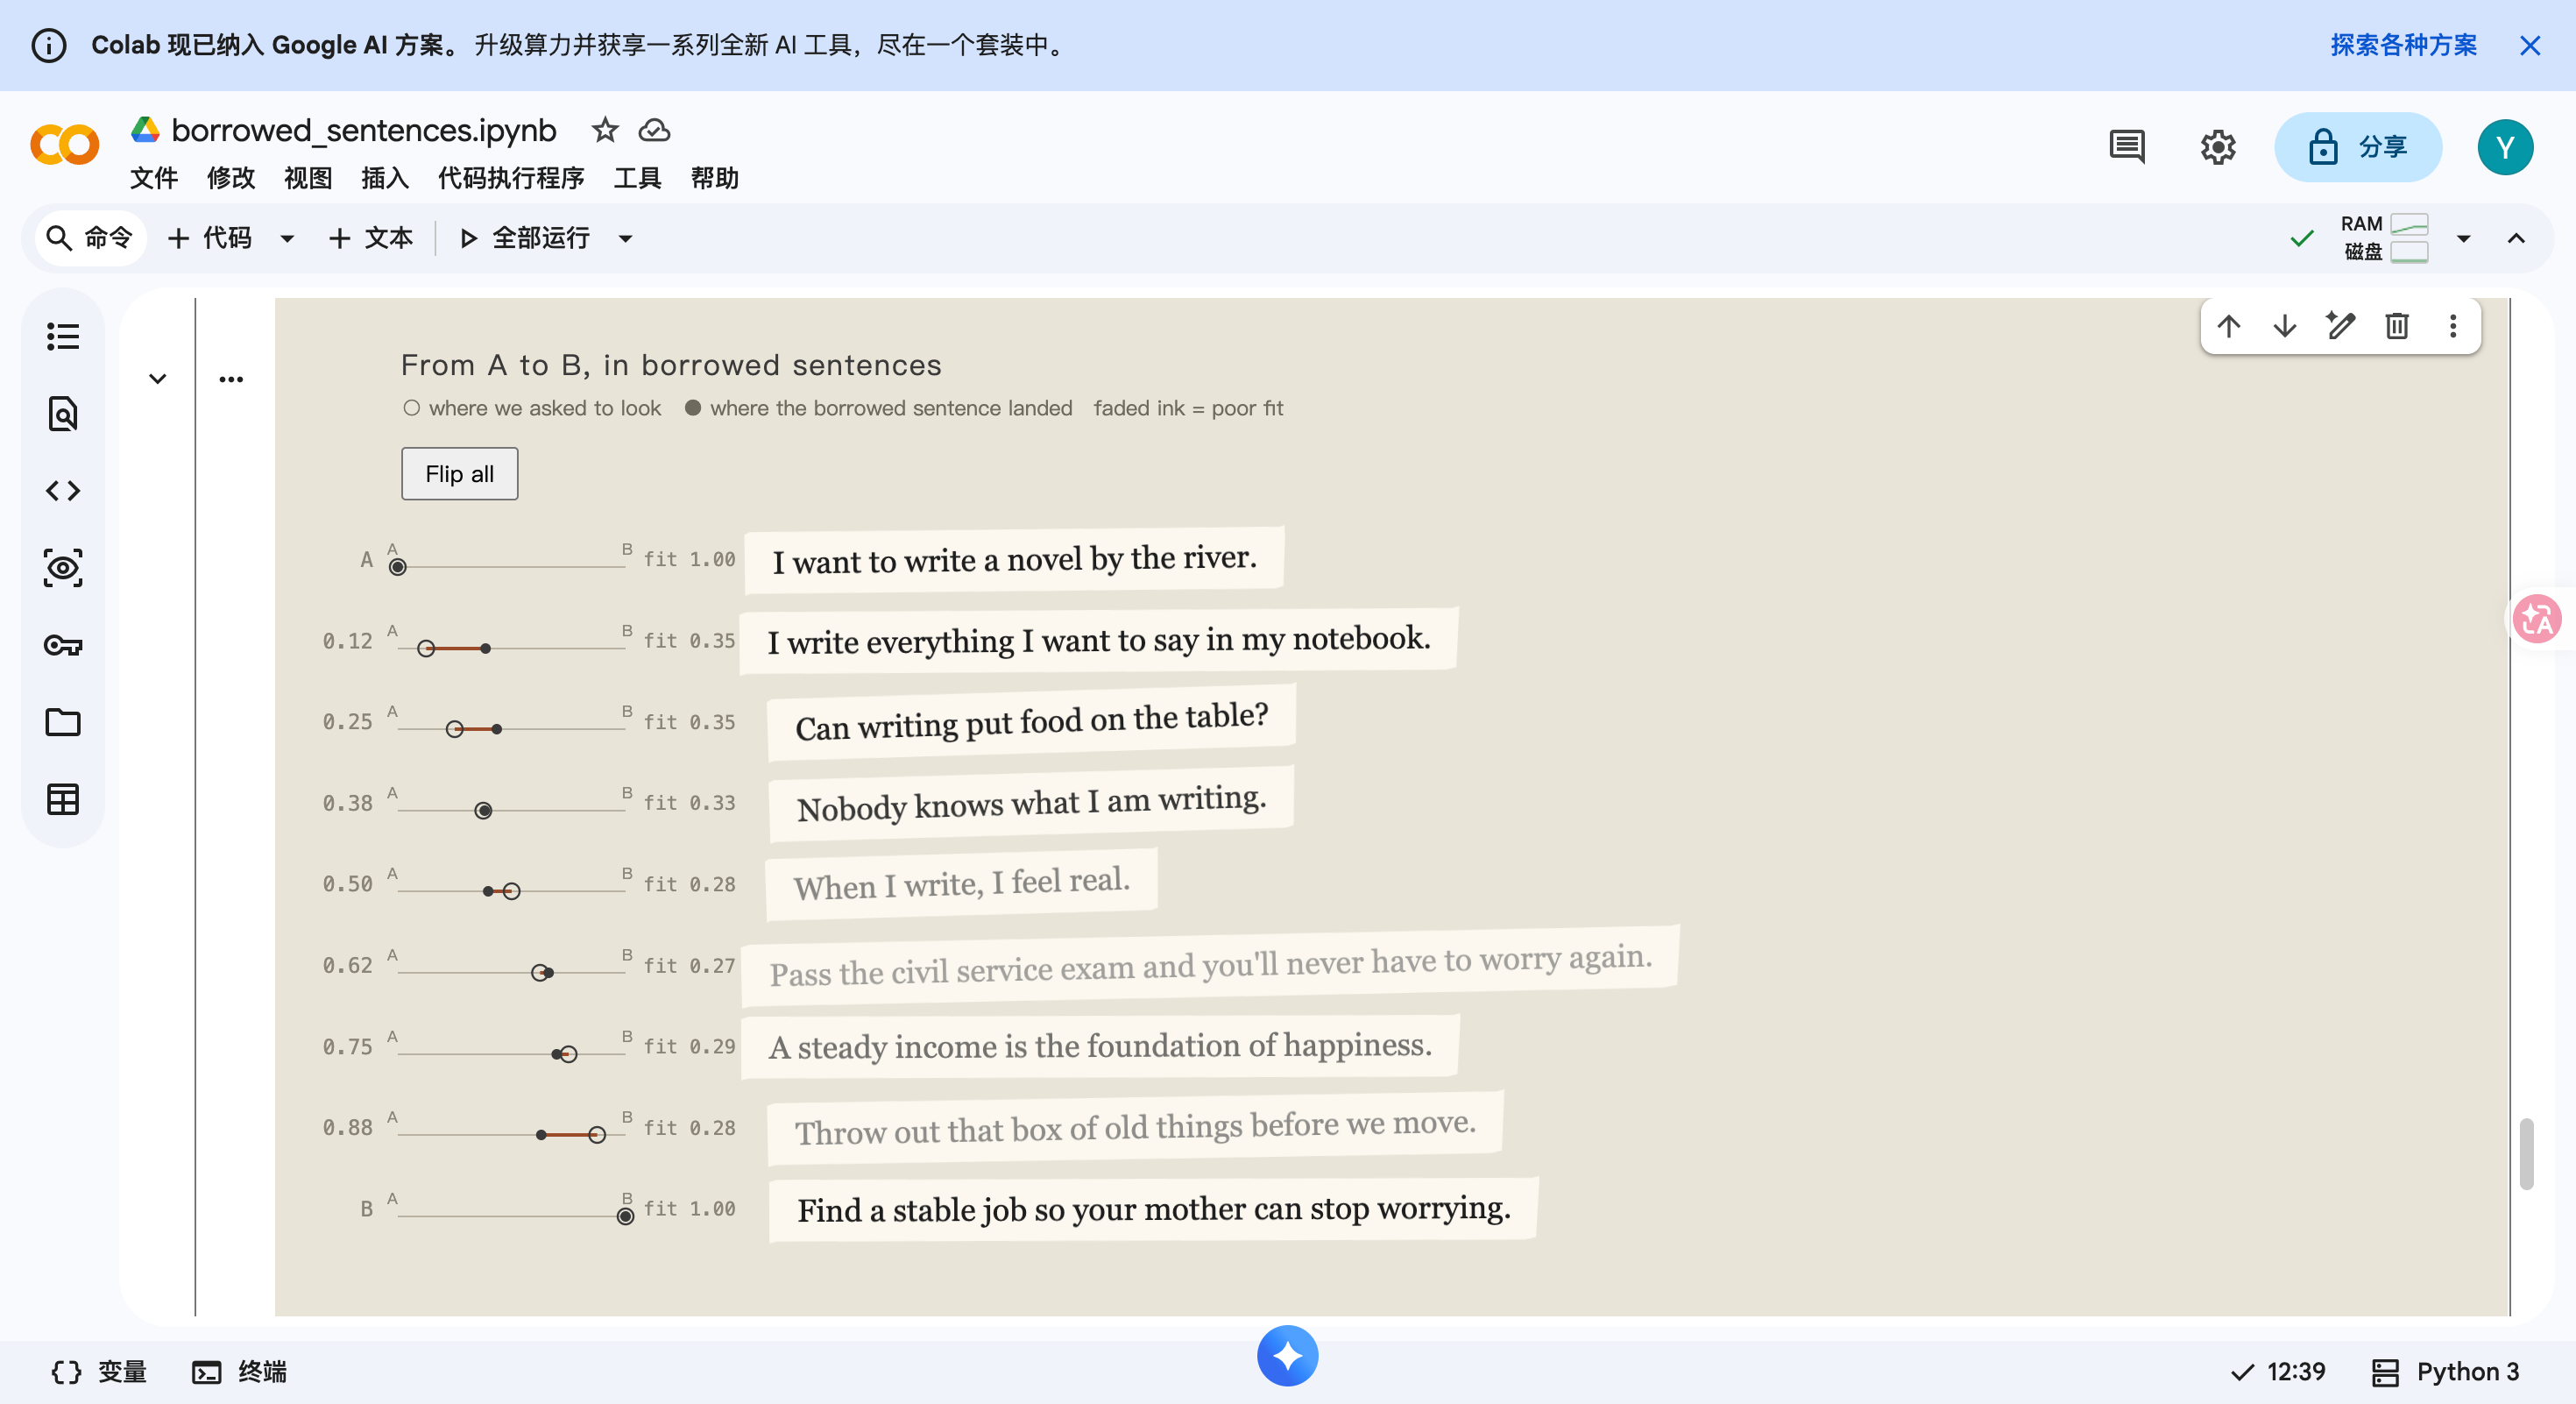 Colab 现已纳入 Google AI 方案。 升级算力并获享一系列全新 AI 工具，尽在一个套装中。 探索各种方案
borrowed_sentences.ipynb
文件 修改 视图 插入 代码执行程序 工具 帮助
分享
Y
命令 + 代码 + 文本 全部运行
RAM
磁盘
From A to B, in borrowed sentences
where we asked to look where the borrowed sentence landed faded ink = poor fit
Flip all
A A B fit 1.00 I want to write a novel by the river.
0.12 A B fit 0.35 I write everything I want to say in my notebook.
0.25 A B fit 0.35 Can writing put food on the table?
0.38 A B fit 0.33 Nobody knows what I am writing.
0.50 A B fit 0.28 When I write, I feel real.
0.62 A B fit 0.27 Pass the civil service exam and you'll never have to worry again.
0.75 A B fit 0.29 A steady income is the foundation of happiness.
0.88 A B fit 0.28 Throw out that box of old things before we move.
B A B fit 1.00 Find a stable job so your mother can stop worrying.
变量 终端 12:39 Python 3